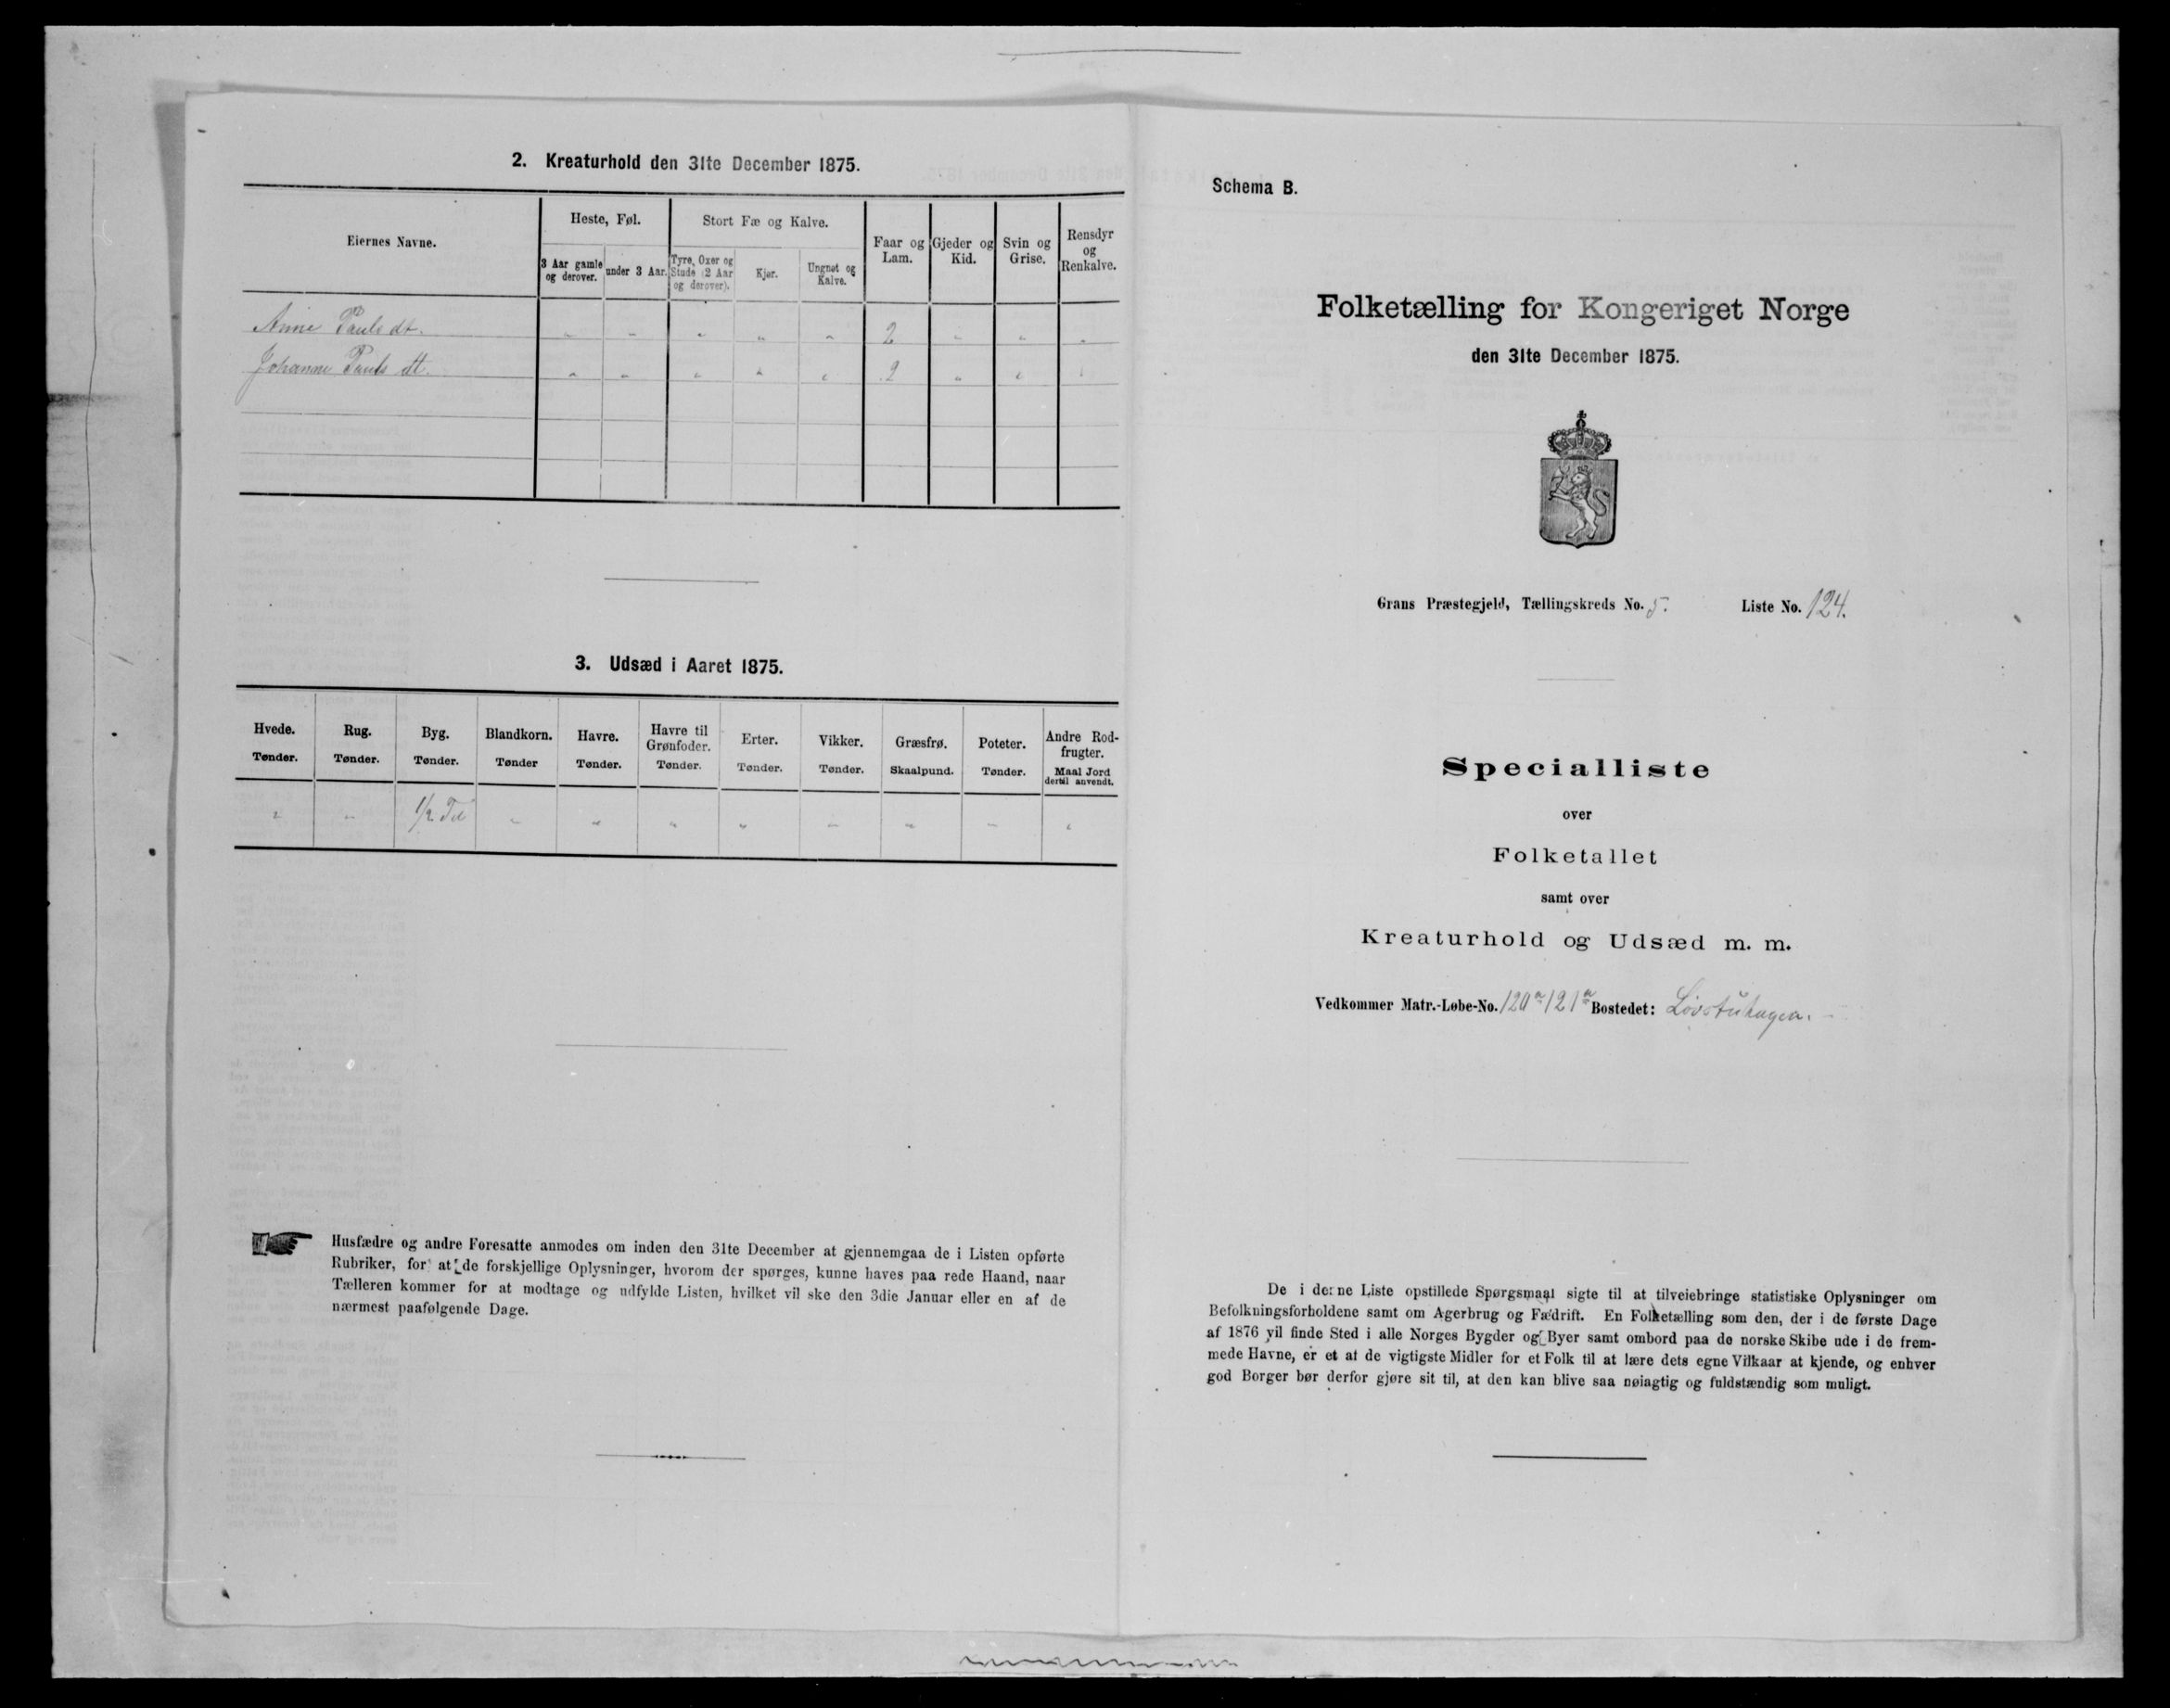 2. Kreaturhold den 31te December 1875.
Eiernes Navne.
Heste, Føl.
Stort Fæ og Kalve.
Faar og Lam.
Gjeder og Kid.
Svin og Grise.
Rensdyr og Renkalve.
3 Aar gamle og derover.
under 3 Aar.
Tyre, Oxer og Stude (2 Aar og derover).
Kjør.
Ungnøt og Kalve.
Anne Pauls dt. " " " " " 2 " " "
Johanne Pauls dt. " " " " " 2 " " "
3. Udsæd i Aaret 1875.
Hvede. Rug. Byg. Blandkorn. Havre. Havre til Grønfoder. Erter. Vikker. Græsfrø. Poteter. Andre Rodfrugter.
Tønder. Tønder. Tønder. Tønder Tønder. Tønder. Tønder. Tønder. Skaalpund. Tønder. Maal Jord dertil anvendt.
" " 1/2 Td " " " " " " " "
Husfædre og andre Foresatte anmodes om inden den 31te December at gjennemgaa de i Listen opførte
Rubriker, for at de forskjellige Oplysninger, hvorom der spørges, kunne haves paa rede Haand, naar
Tælleren kommer for at modtage og udfylde Listen, hvilket vil ske den 3die Januar eller en af de
nærmest paafølgende Dage.
Schema B.
Folketælling for Kongeriget Norge
den 31te December 1875.
Grans Præstegjeld, Tællingskreds No. 5. Liste No. 124.
Specialliste
over
Folketallet
samt over
Kreaturhold og Udsæd m. m.
Vedkommer Matr.-Løbe-No. 120a 121a Bostedet: Løvstuhagen.
De i denne Liste opstillede Spørgsmaal sigte til at tilveiebringe statistiske Oplysninger om
Befolkningsforholdene samt om Agerbrug og Fædrift. En Folketælling som den, der i de første Dage
af 1876 vil finde Sted i alle Norges Bygder og Byer samt ombord paa de norske Skibe ude i de frem-
mede Havne, er et af de vigtigste Midler for et Folk til at lære dets egne Vilkaar at kjende, og enhver
god Borger bør derfor gjøre sit til, at den kan blive saa nøiagtig og fuldstændig som muligt.